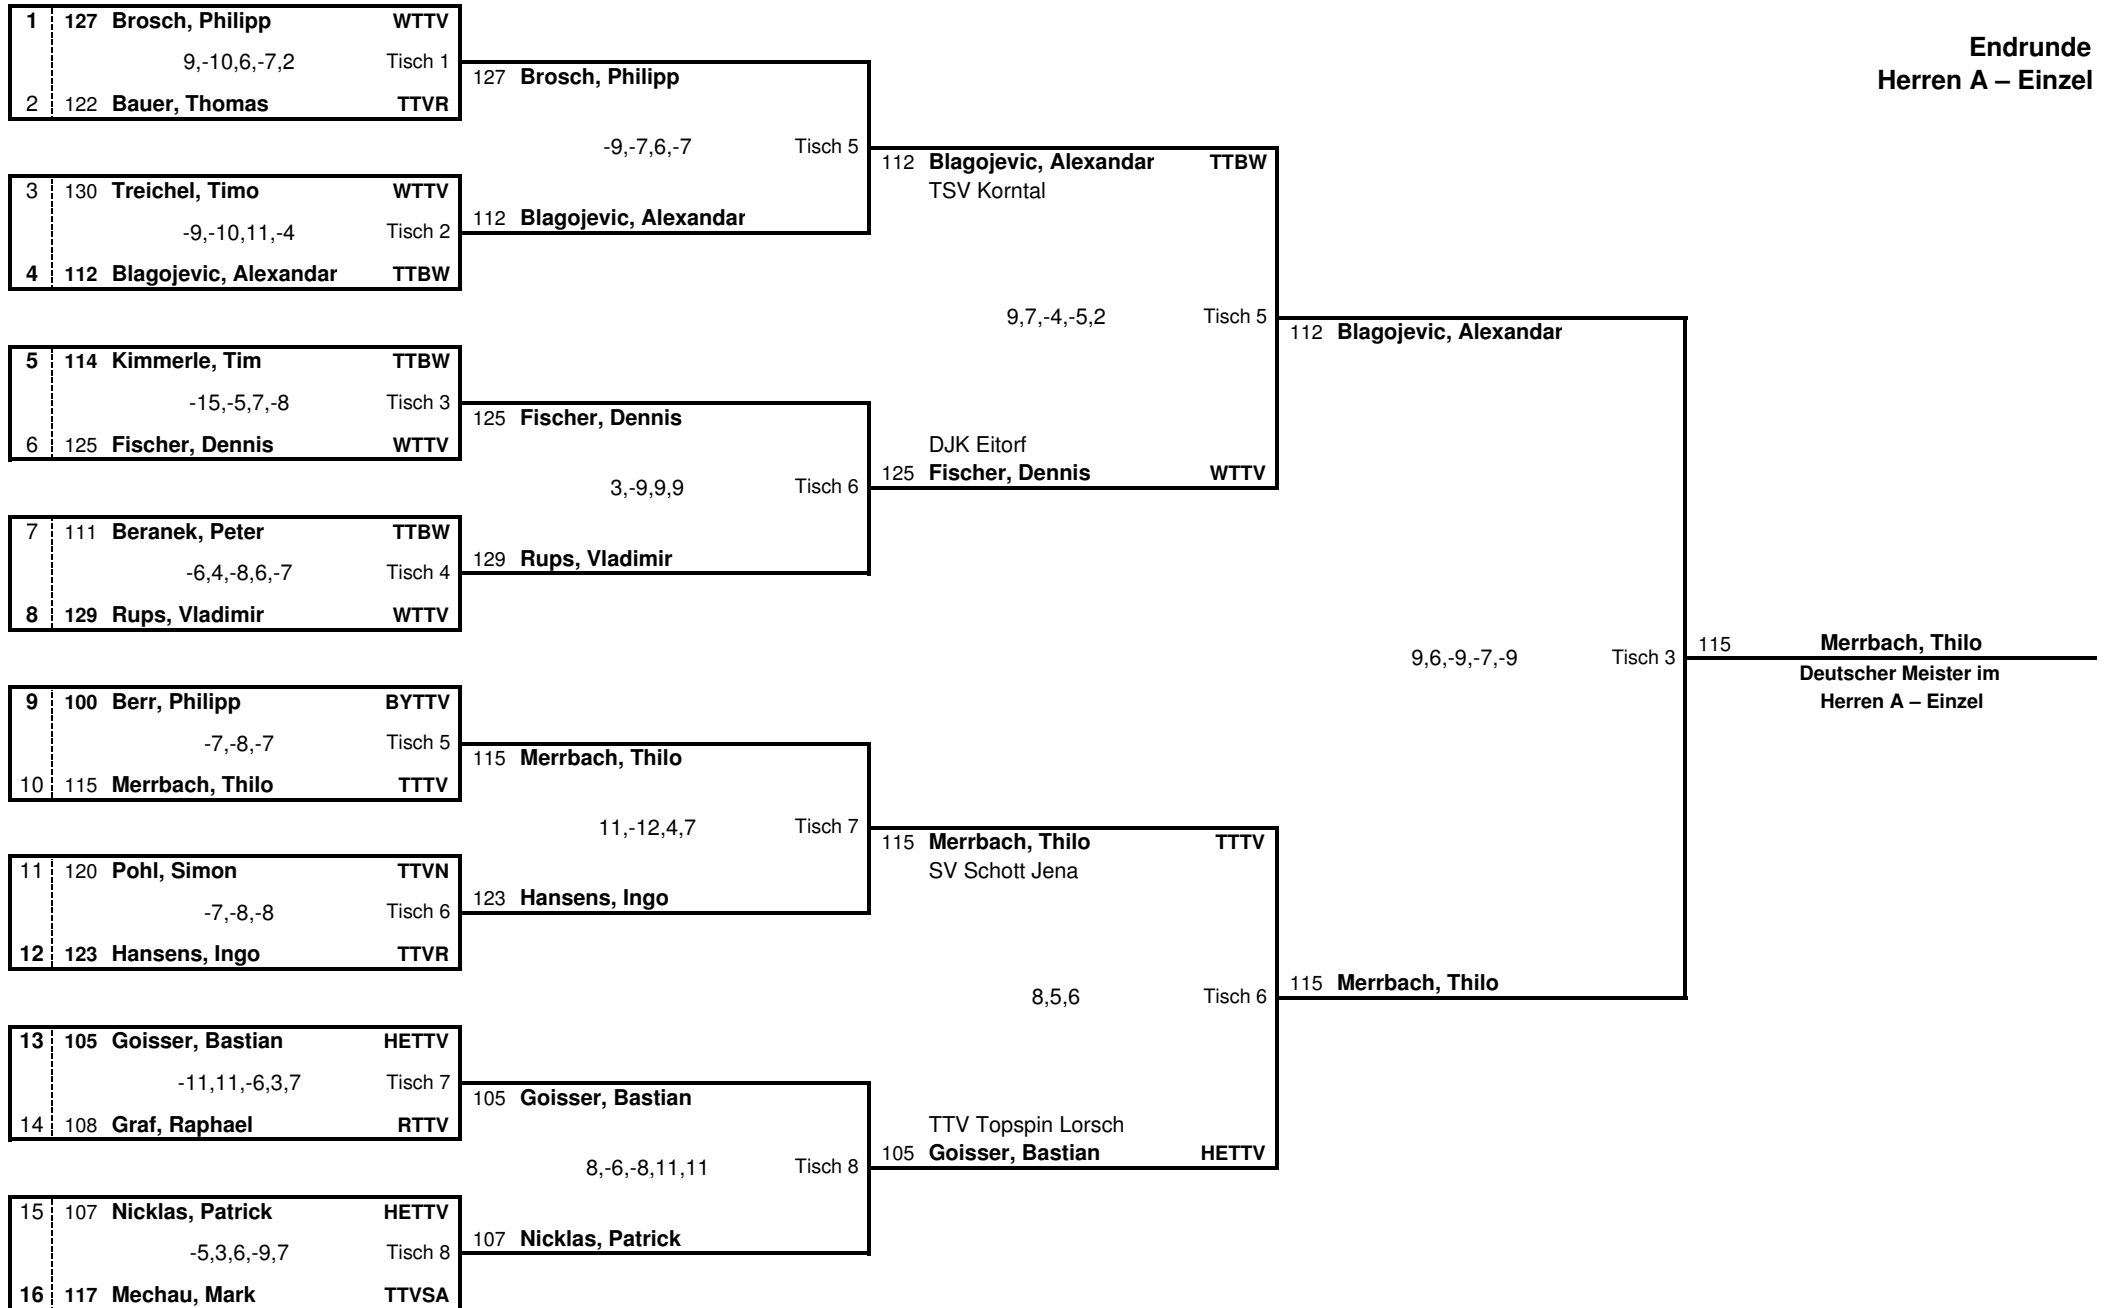 Endrunde
Herren A – Einzel
1 127 Brosch, Philipp WTTV
9,-10,6,-7,2 Tisch 1
2 122 Bauer, Thomas TTVR
3 130 Treichel, Timo WTTV
-9,-10,11,-4 Tisch 2
4 112 Blagojevic, Alexandar TTBW
5 114 Kimmerle, Tim TTBW
-15,-5,7,-8 Tisch 3
6 125 Fischer, Dennis WTTV
7 111 Beranek, Peter TTBW
-6,4,-8,6,-7 Tisch 4
8 129 Rups, Vladimir WTTV
9 100 Berr, Philipp BYTTV
-7,-8,-7 Tisch 5
10 115 Merrbach, Thilo TTTV
11 120 Pohl, Simon TTVN
-7,-8,-8 Tisch 6
12 123 Hansens, Ingo TTVR
13 105 Goisser, Bastian HETTV
-11,11,-6,3,7 Tisch 7
14 108 Graf, Raphael RTTV
15 107 Nicklas, Patrick HETTV
-5,3,6,-9,7 Tisch 8
16 117 Mechau, Mark TTVSA
127 Brosch, Philipp
-9,-7,6,-7 Tisch 5
112 Blagojevic, Alexandar
125 Fischer, Dennis
3,-9,9,9 Tisch 6
129 Rups, Vladimir
115 Merrbach, Thilo
11,-12,4,7 Tisch 7
123 Hansens, Ingo
105 Goisser, Bastian
8,-6,-8,11,11 Tisch 8
107 Nicklas, Patrick
112 Blagojevic, Alexandar TTBW
TSV Korntal
9,7,-4,-5,2 Tisch 5
DJK Eitorf
125 Fischer, Dennis WTTV
115 Merrbach, Thilo TTTV
SV Schott Jena
8,5,6 Tisch 6
TTV Topspin Lorsch
105 Goisser, Bastian HETTV
112 Blagojevic, Alexandar
9,6,-9,-7,-9 Tisch 3
115 Merrbach, Thilo
115 Merrbach, Thilo
Deutscher Meister im
Herren A – Einzel